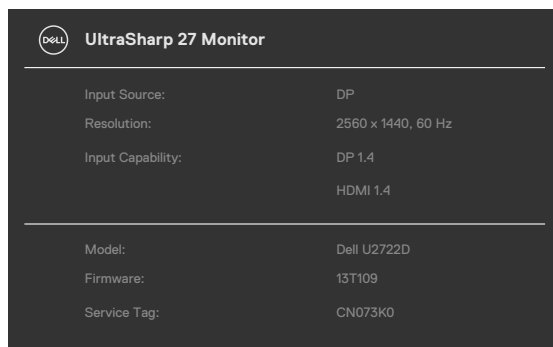 DELL UltraSharp 27 Monitor
Input Source: DP
Resolution: 2560 x 1440, 60 Hz
Input Capability: DP 1.4
HDMI 1.4
Model: Dell U2722D
Firmware: 13T109
Service Tag: CN073K0